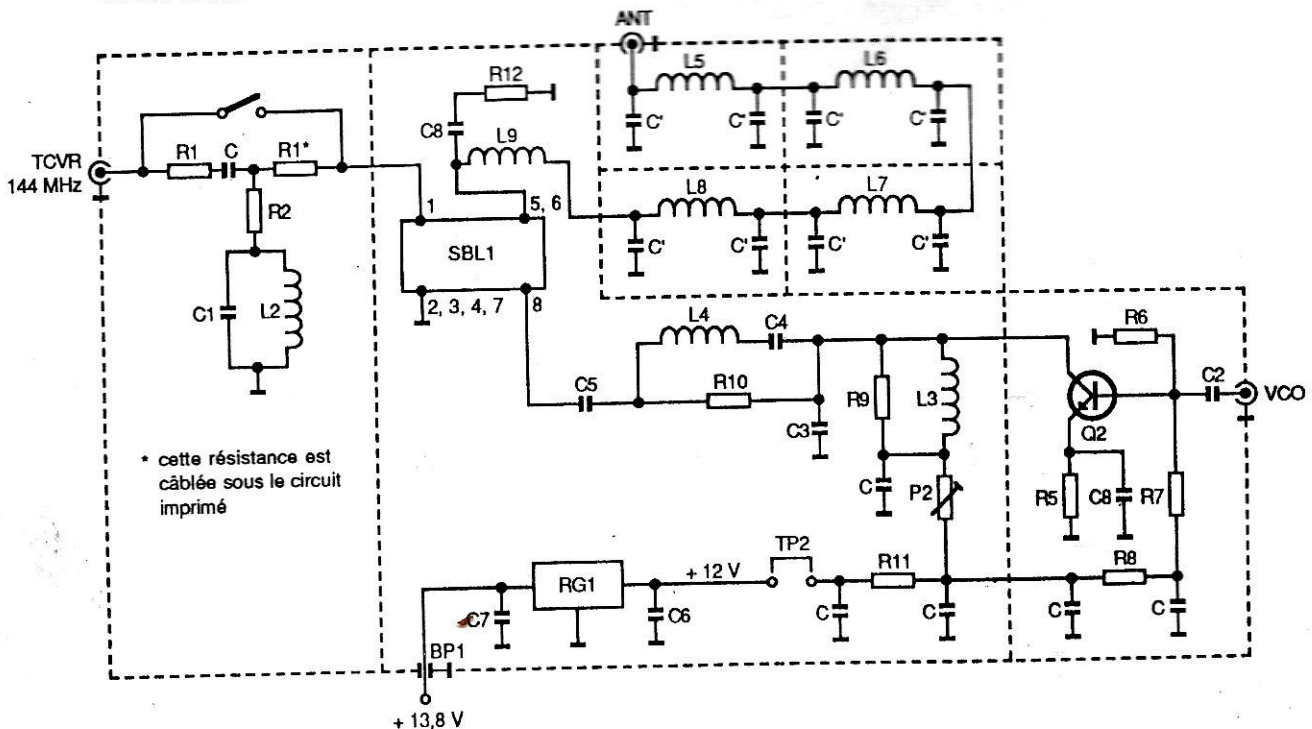 ANT
L5
L6
R12
C'
C'
C'
C'
C8
L9
TCVR
144 MHz
R1
C
R1*
R2
L8
L7
C'
C'
C'
C'
1
5, 6
SBL1
2, 3, 4, 7
8
C1
L2
L4
C4
R6
C5
R10
R9
L3
C2
VCO
Q2
C3
* cette résistance est
câblée sous le circuit
imprimé
C
P2
R5
C8
R7
TP2
RG1
+ 12 V
R11
R8
C7
C6
C
C
C
C
BP1
+ 13,8 V